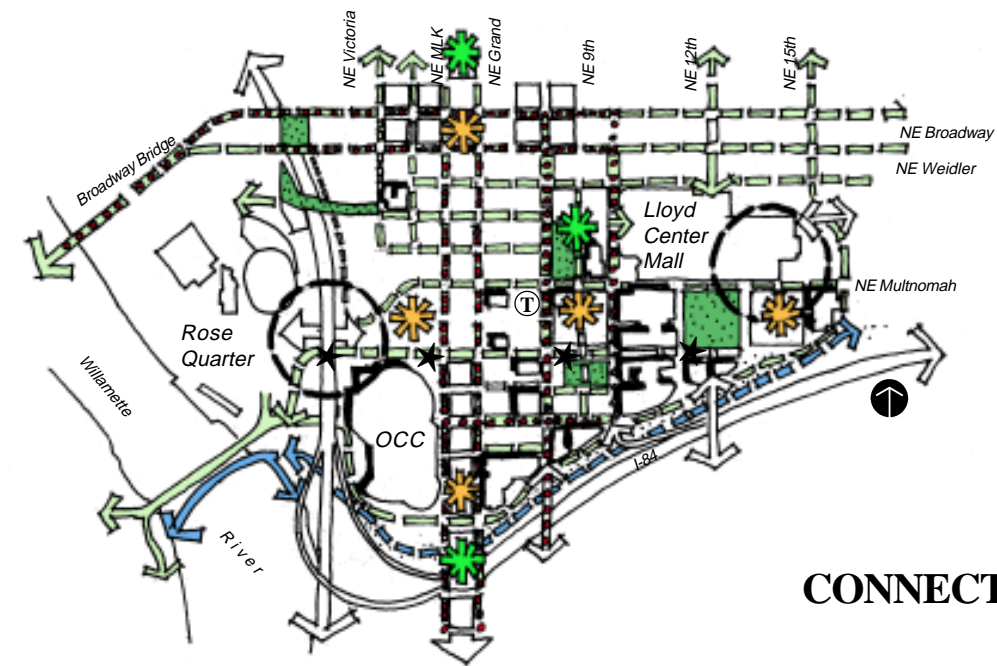 NE Victoria
NE MLK
NE Grand
NE 9th
NE 12th
NE 15th
NE Broadway
Broadway Bridge
NE Weidler
Lloyd
Center
Mall
NE Multnomah
T
Rose
Quarter
Willamette
OCC
I-84
River
CONNECT